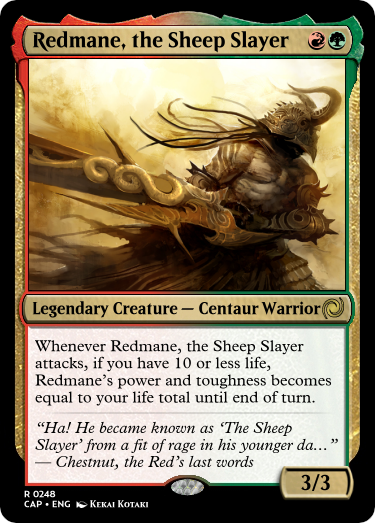 Redmane, the Sheep Slayer
Legendary Creature — Centaur Warrior
Whenever Redmane, the Sheep Slayer
attacks, if you have 10 or less life,
Redmane's power and toughness becomes
equal to your life total until end of turn.
“Ha! He became known as ‘The Sheep
Slayer’ from a fit of rage in his younger da…”
— Chestnut, the Red's last words
3/3
R 0248
CAP • ENG Kekai Kotaki